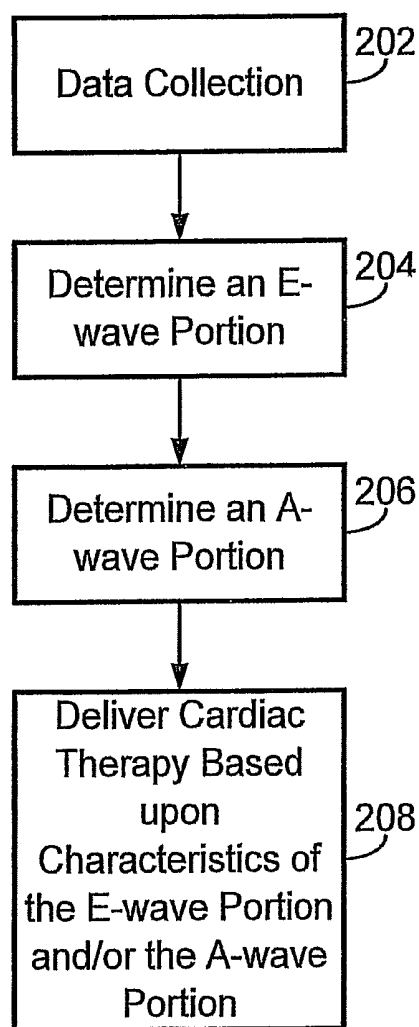 202
Data Collection
204
Determine an E-
wave Portion
206
Determine an A-
wave Portion
208
Deliver Cardiac
Therapy Based
upon
Characteristics of
the E-wave Portion
and/or the A-wave
Portion